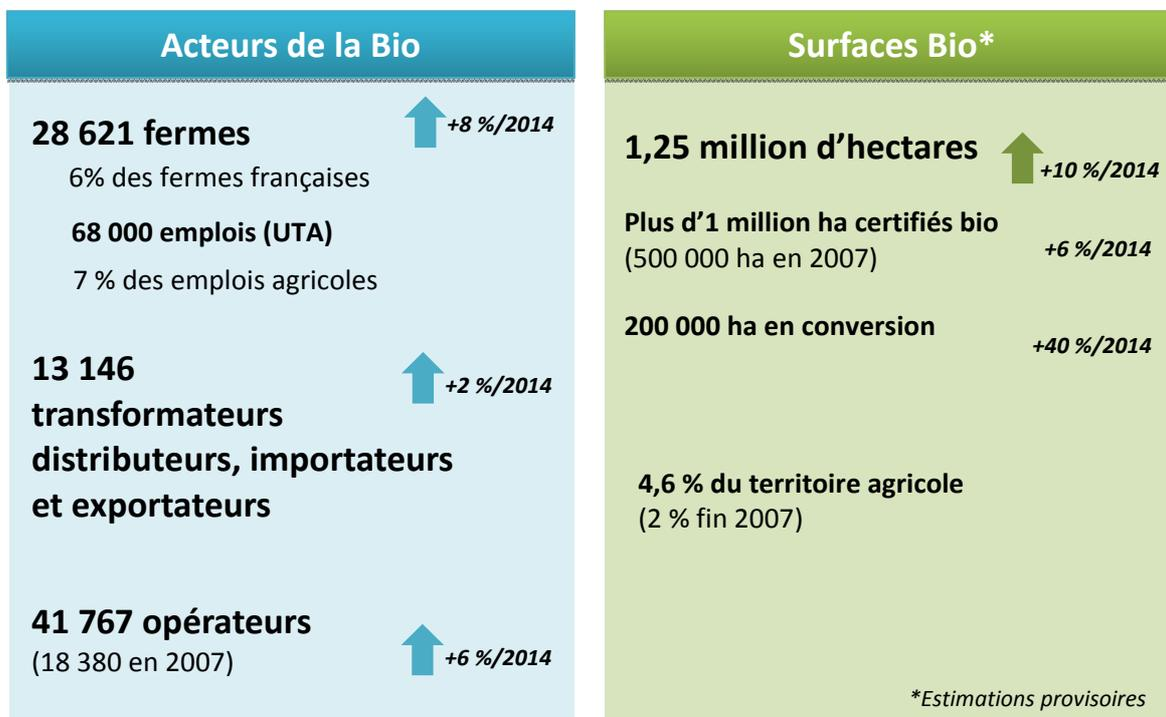 Acteurs de la Bio
28 621 fermes
+8 %/2014
6% des fermes françaises
68 000 emplois (UTA)
7 % des emplois agricoles
13 146
+2 %/2014
transformateurs
distributeurs, importateurs
et exportateurs
41 767 opérateurs
(18 380 en 2007)
+6 %/2014
Surfaces Bio*
1,25 million d’hectares
+10 %/2014
Plus d’1 million ha certifiés bio
(500 000 ha en 2007)
+6 %/2014
200 000 ha en conversion
+40 %/2014
4,6 % du territoire agricole
(2 % fin 2007)
*Estimations provisoires